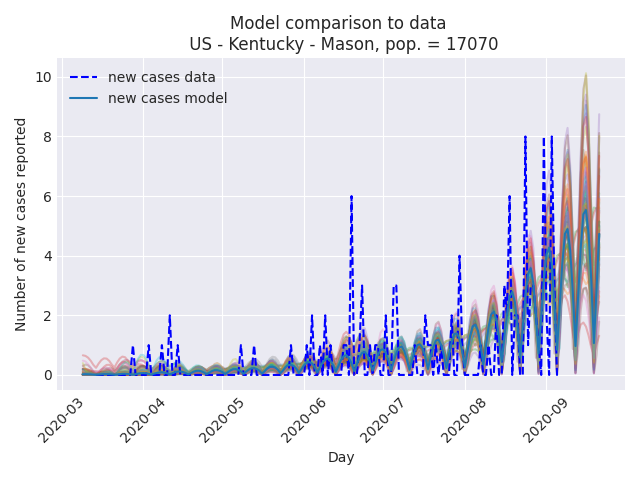 Model comparison to data
US - Kentucky - Mason, pop. = 17070
new cases data
new cases model
Number of new cases reported
10
8
6
4
2
0
2020-03
2020-04
2020-05
2020-06
2020-07
2020-08
2020-09
Day